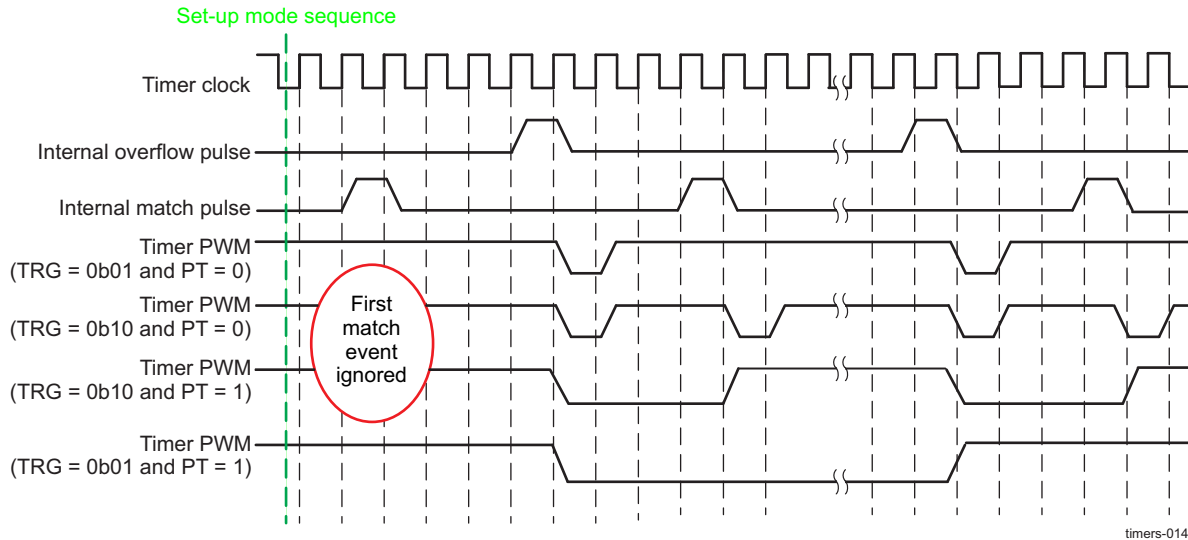 Set-up mode sequence
Timer clock
Internal overflow pulse
Internal match pulse
Timer PWM
(TRG = 0b01 and PT = 0)
Timer PWM
(TRG = 0b10 and PT = 0)
First
match
event
ignored
Timer PWM
(TRG = 0b10 and PT = 1)
Timer PWM
(TRG = 0b01 and PT = 1)
timers-014